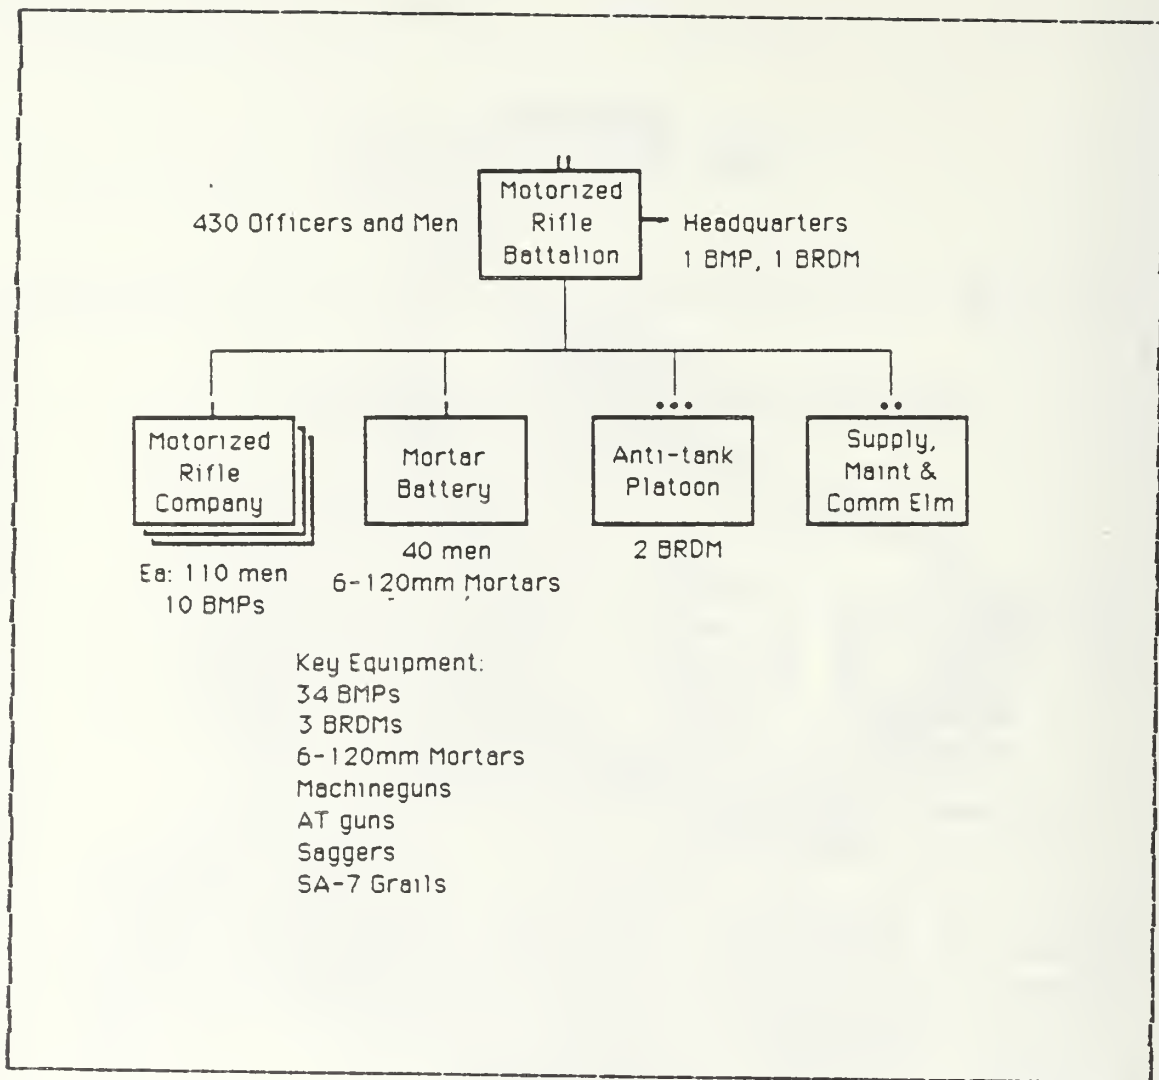 Motorized
Rifle
Battalion
430 Officers and Men
Headquarters
1 BMP, 1 BRDM
Motorized
Rifle
Company
Ea: 110 men
10 BMPs
Mortar
Battery
40 men
6-120mm Mortars
Anti-tank
Platoon
2 BRDM
Supply,
Maint &
Comm Elm
Key Equipment:
34 BMPs
3 BRDMs
6-120mm Mortars
Machineguns
AT guns
Saggers
SA-7 Grails